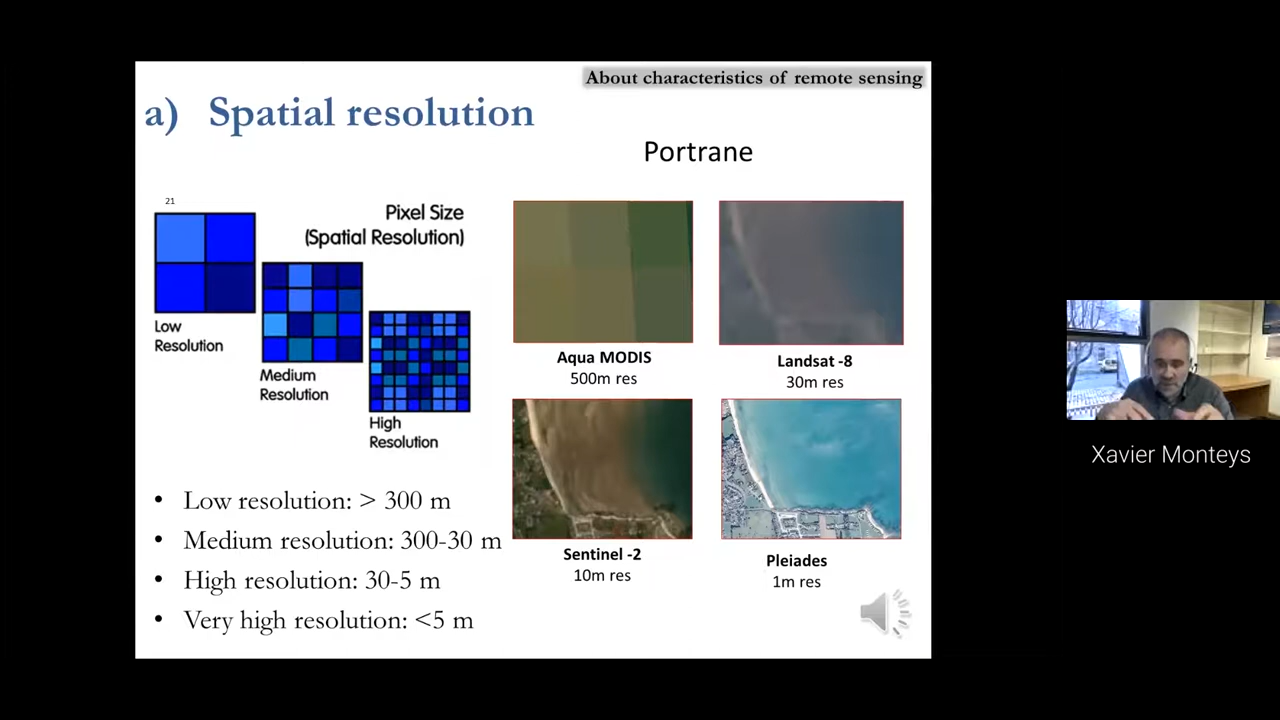 About characteristics of remote sensing
a) Spatial resolution
Portrane
21
Pixel Size
(Spatial Resolution)
Low
Resolution
Medium
Resolution
High
Resolution
Aqua MODIS
500m res
Landsat -8
30m res
Sentinel -2
10m res
Pleiades
1m res
• Low resolution: > 300 m
• Medium resolution: 300-30 m
• High resolution: 30-5 m
• Very high resolution: <5 m
Xavier Monteys